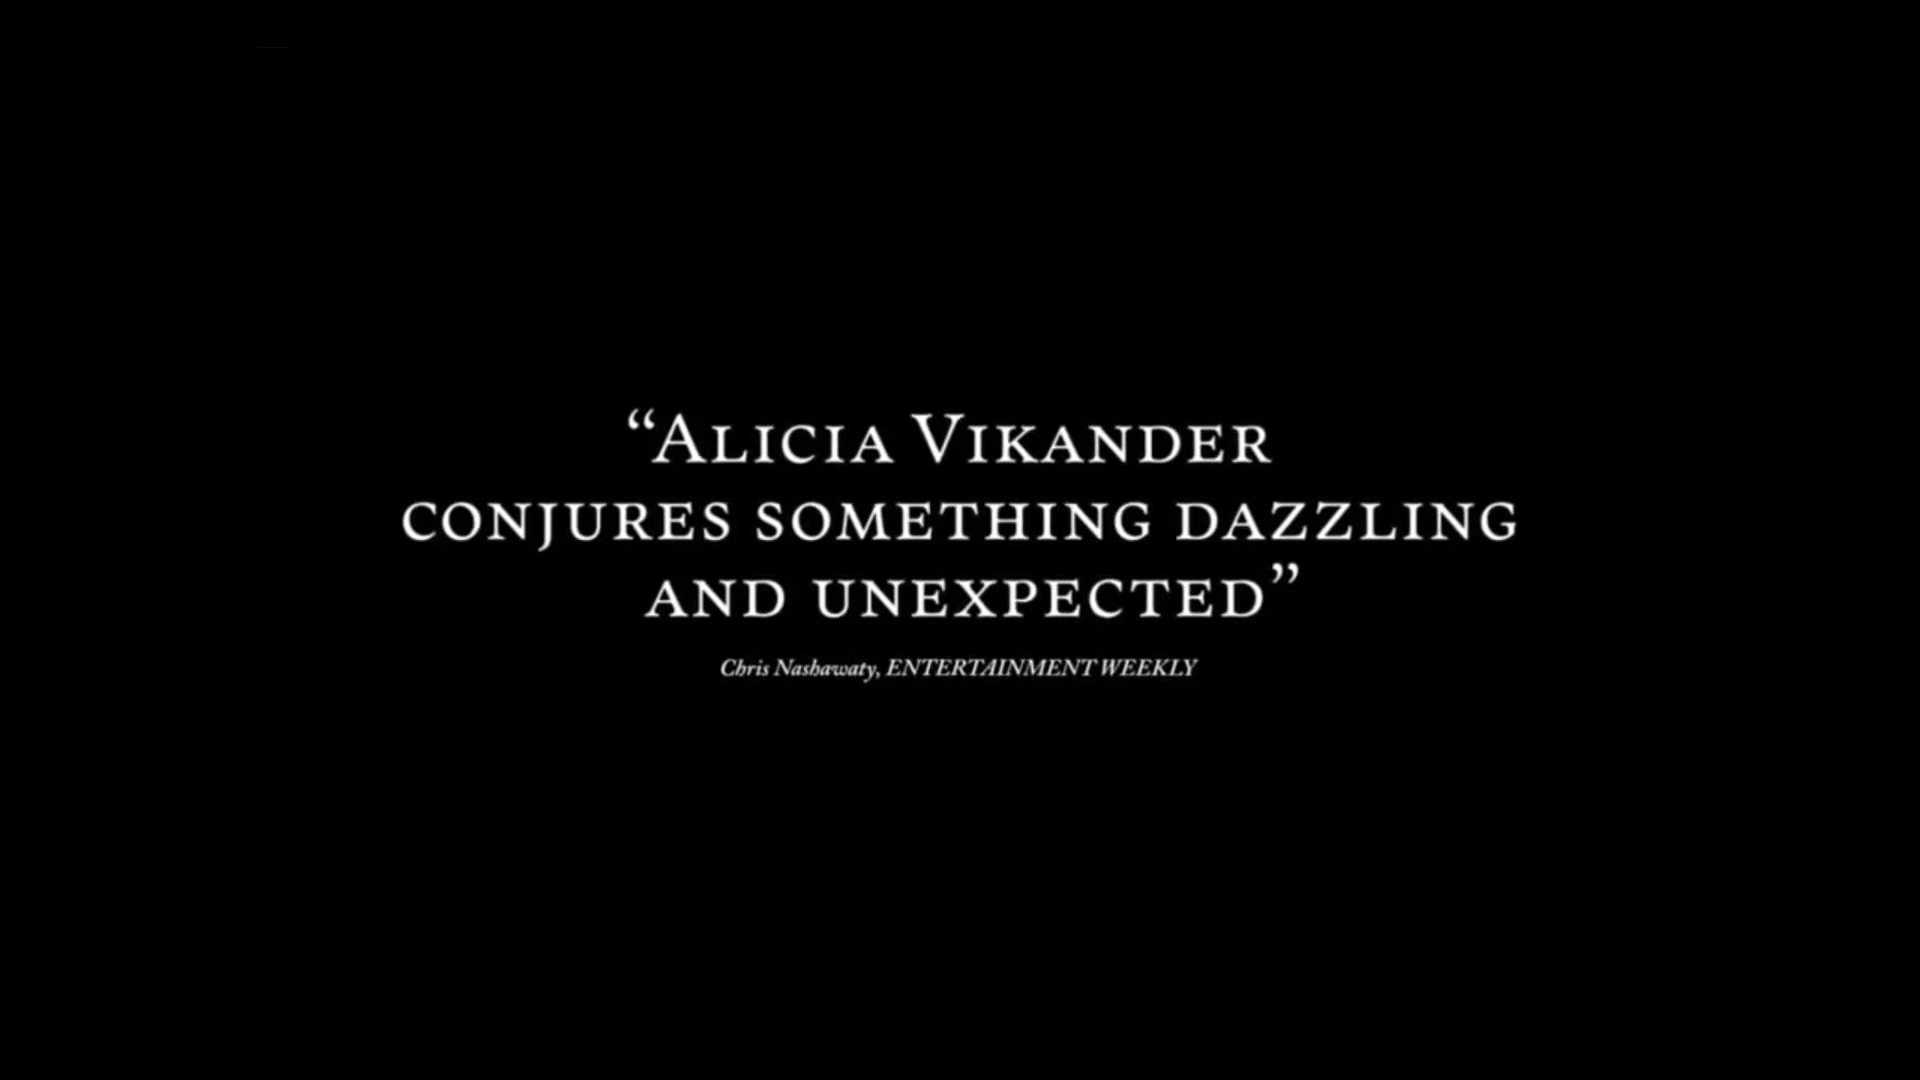 “Alicia Vikander
conjures something dazzling
and unexpected”
Chris Nashawaty, ENTERTAINMENT WEEKLY